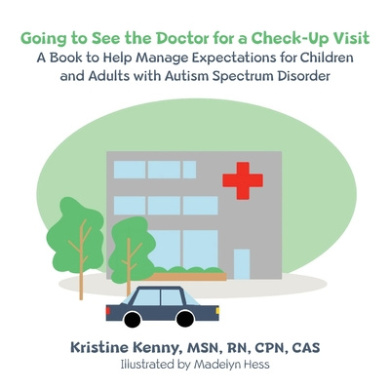 Going to See the Doctor for a Check-Up Visit
A Book to Help Manage Expectations for Children
and Adults with Autism Spectrum Disorder
Kristine Kenny, MSN, RN, CPN, CAS
Illustrated by Madelyn Hess